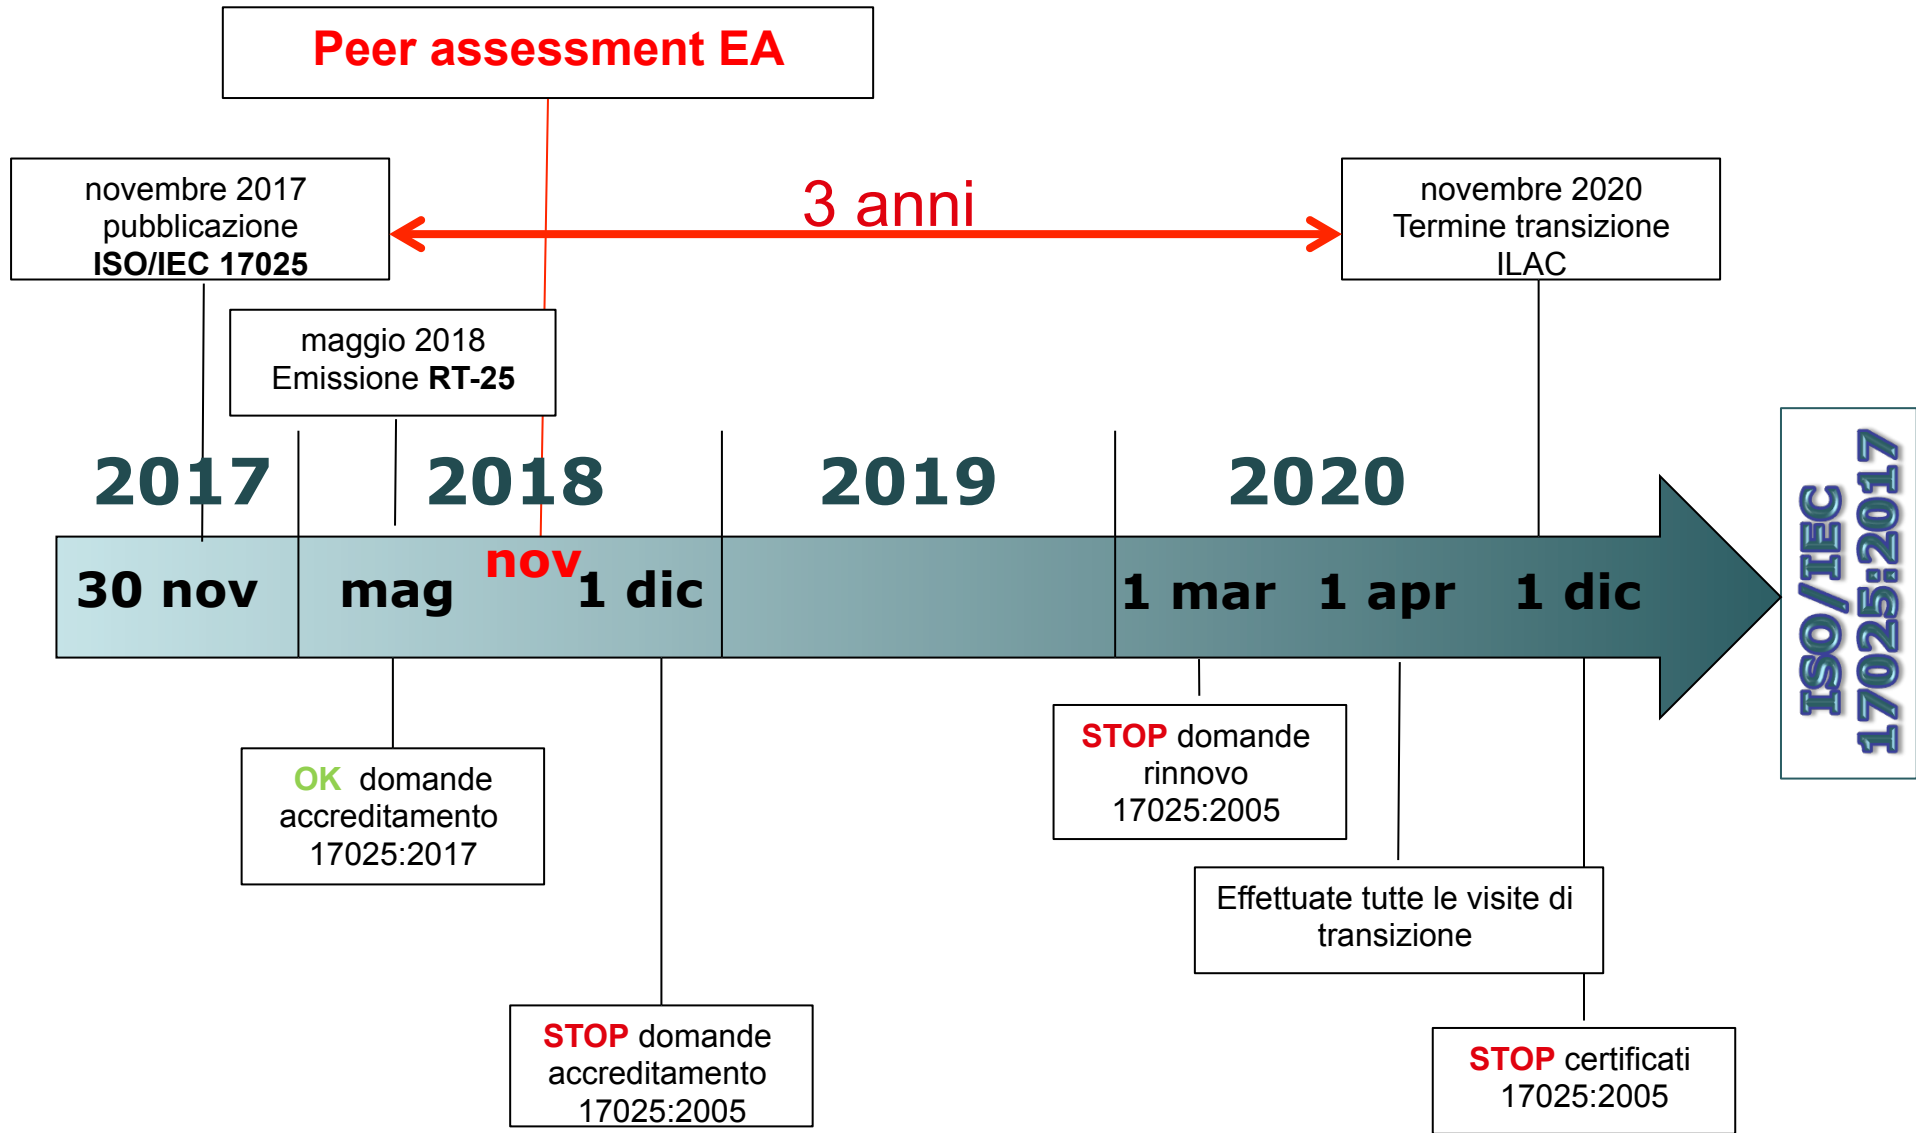 Peer assessment EA
novembre 2017
pubblicazione
ISO/IEC 17025
3 anni
novembre 2020
Termine transizione
ILAC
maggio 2018
Emissione RT-25
2017
2018
2019
2020
30 nov
mag
nov
1 dic
1 mar
1 apr
1 dic
ISO/IEC
17025:2017
OK domande
accreditamento
17025:2017
STOP domande
rinnovo
17025:2005
Effettuate tutte le visite di
transizione
STOP domande
accreditamento
17025:2005
STOP certificati
17025:2005